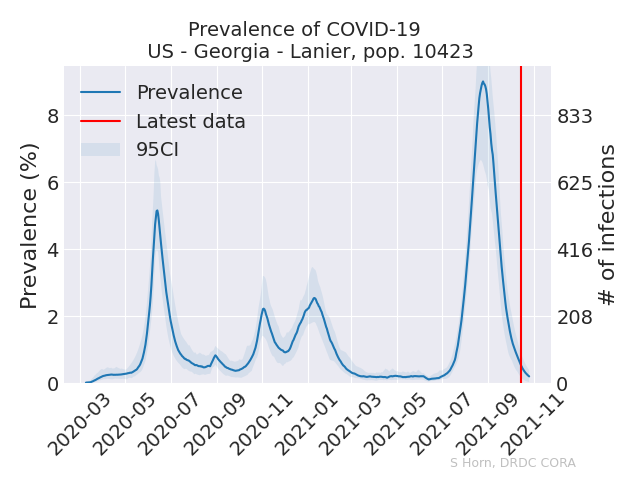 Prevalence of COVID-19
US - Georgia - Lanier, pop. 10423
Prevalence
Latest data
95CI
Prevalence (%)
8
6
4
2
0
833
625
416
208
0
# of infections
2020-03
2020-05
2020-07
2020-09
2020-11
2021-01
2021-03
2021-05
2021-07
2021-09
2021-11
S Horn, DRDC CORA